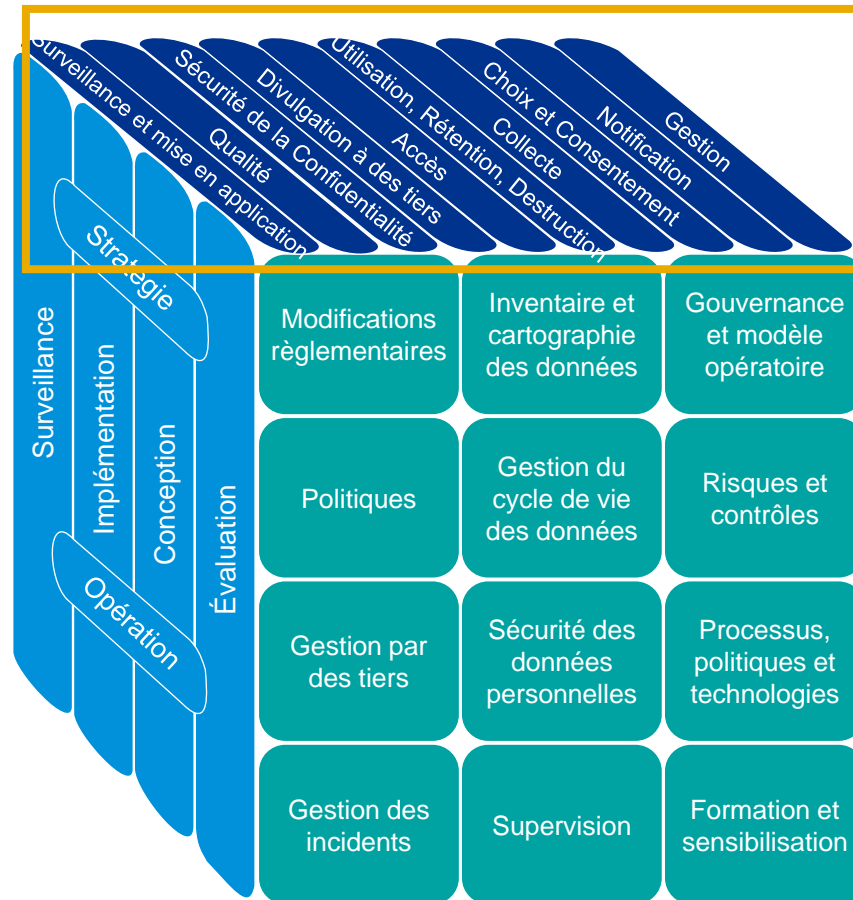 Surveillance et mise en application
Qualité
Sécurité de la Confidentialité
Divulgation à des tiers
Accès
Utilisation, Rétention, Destruction
Collecte
Choix et Consentement
Notification
Gestion
Surveillance
Implémentation
Conception
Évaluation
Stratégie
Opération
Modifications
règlementaires
Inventaire et
cartographie
des données
Gouvernance
et modèle
opératoire
Politiques
Gestion du
cycle de vie
des données
Risques et
contrôles
Gestion par
des tiers
Sécurité des
données
personnelles
Processus,
politiques et
technologies
Gestion des
incidents
Supervision
Formation et
sensibilisation